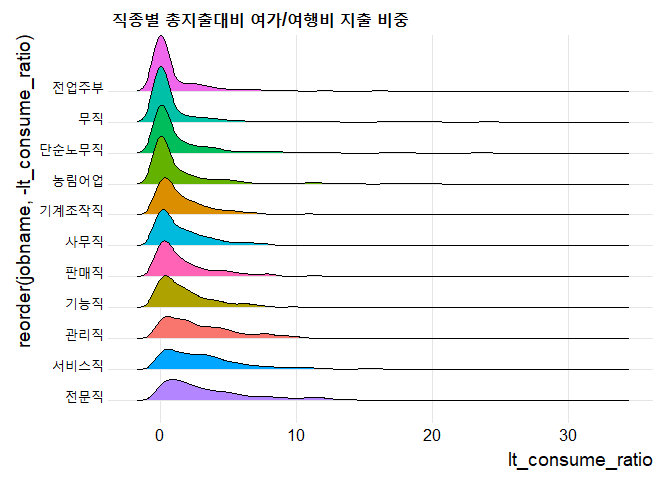 직종별 총지출대비 여가/여행비 지출 비중
reorder(jobname, -lt_consume_ratio)
전업주부
무직
단순노무직
농림어업
기계조작직
사무직
판매직
기능직
관리직
서비스직
전문직
0 10 20 30
lt_consume_ratio